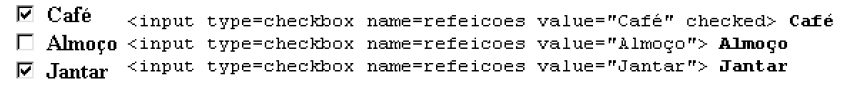 Café <input type=checkbox name=refeicoes value="Café" checked> Café
Almoço <input type=checkbox name=refeicoes value="Almoço"> Almoço
Jantar <input type=checkbox name=refeicoes value="Jantar"> Jantar